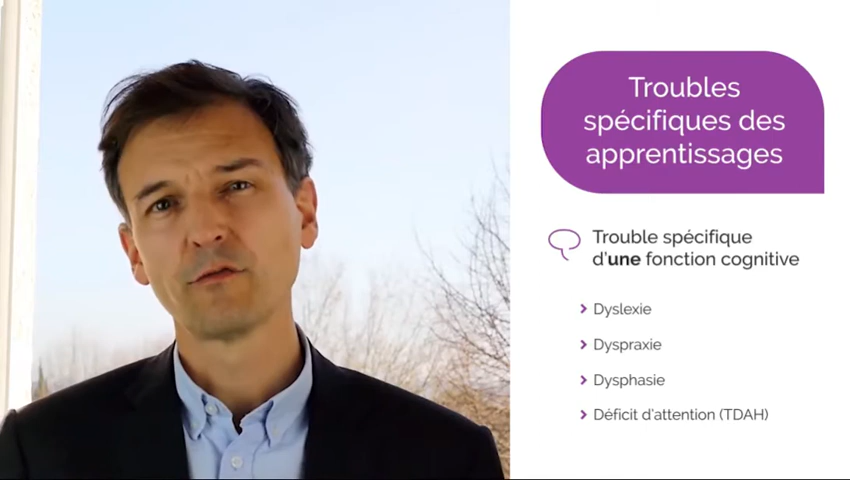 Troubles
spécifiques des
apprentissages
Trouble spécifique
d'une fonction cognitive
Dyslexie
Dyspraxie
Dysphasie
Déficit d'attention (TDAH)